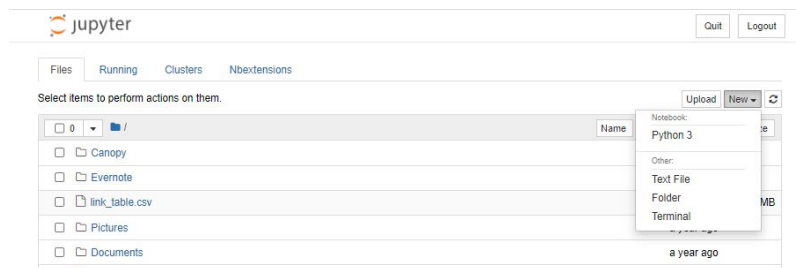 jupyter
Quit Logout
Files Running Clusters Nbextensions
Select items to perform actions on them.
Upload New
0 / Name
Notebook:
Python 3
Other:
Text File
Folder
Terminal
Canopy
Evernote
link_table.csv MB
Pictures
Documents a year ago